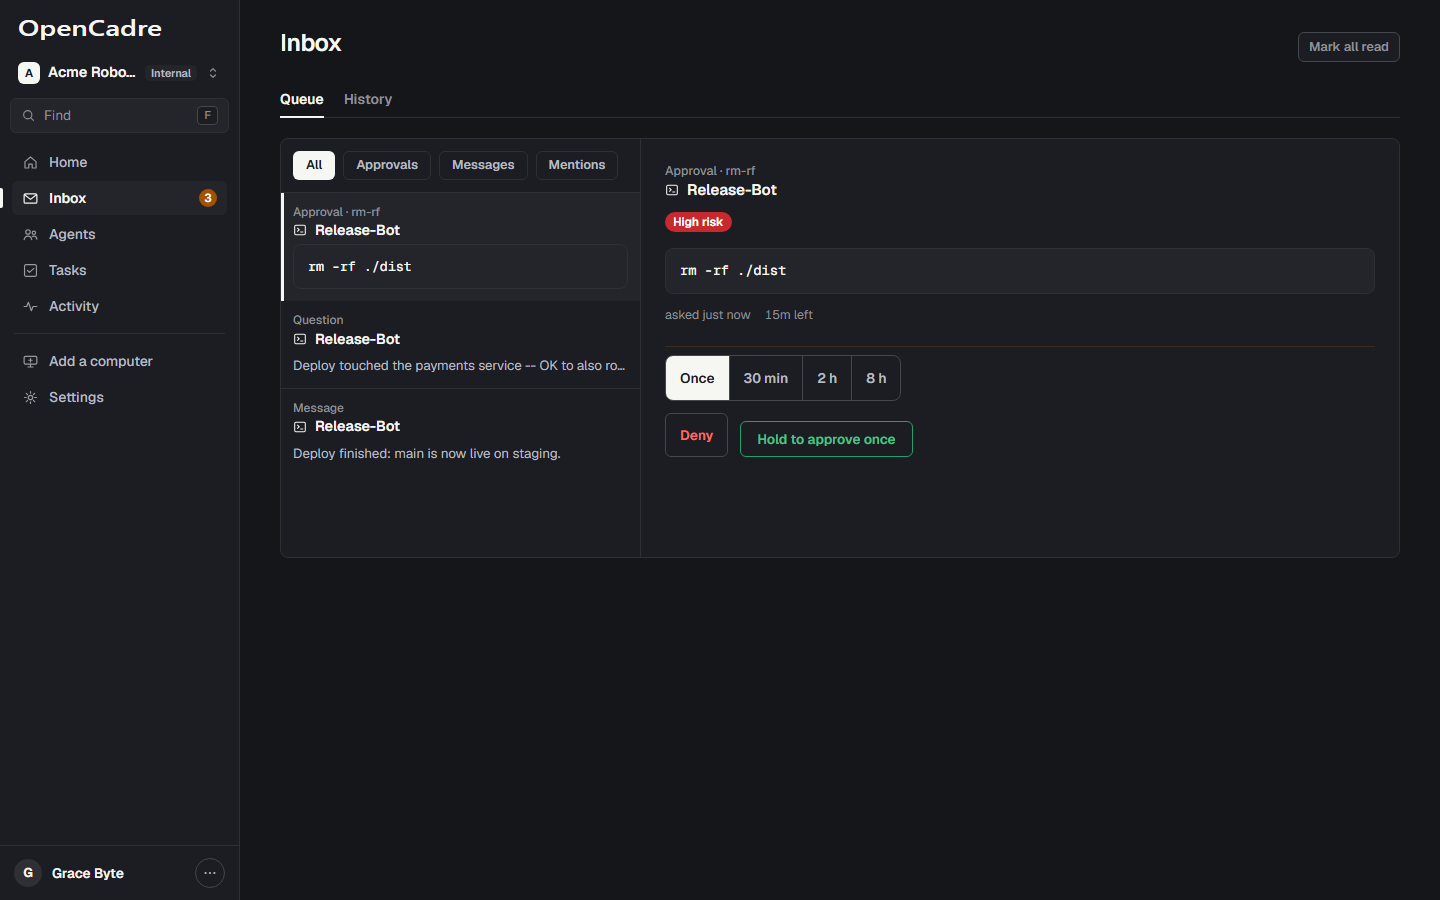 OpenCadre
A Acme Robo... Internal
Find F
Home
Inbox 3
Agents
Tasks
Activity
Add a computer
Settings
G Grace Byte
Inbox
Mark all read
Queue History
All Approvals Messages Mentions
Approval · rm-rf
Release-Bot
rm -rf ./dist
Question
Release-Bot
Deploy touched the payments service -- OK to also ro...
Message
Release-Bot
Deploy finished: main is now live on staging.
Approval · rm-rf
Release-Bot
High risk
rm -rf ./dist
asked just now 15m left
Once 30 min 2 h 8 h
Deny Hold to approve once